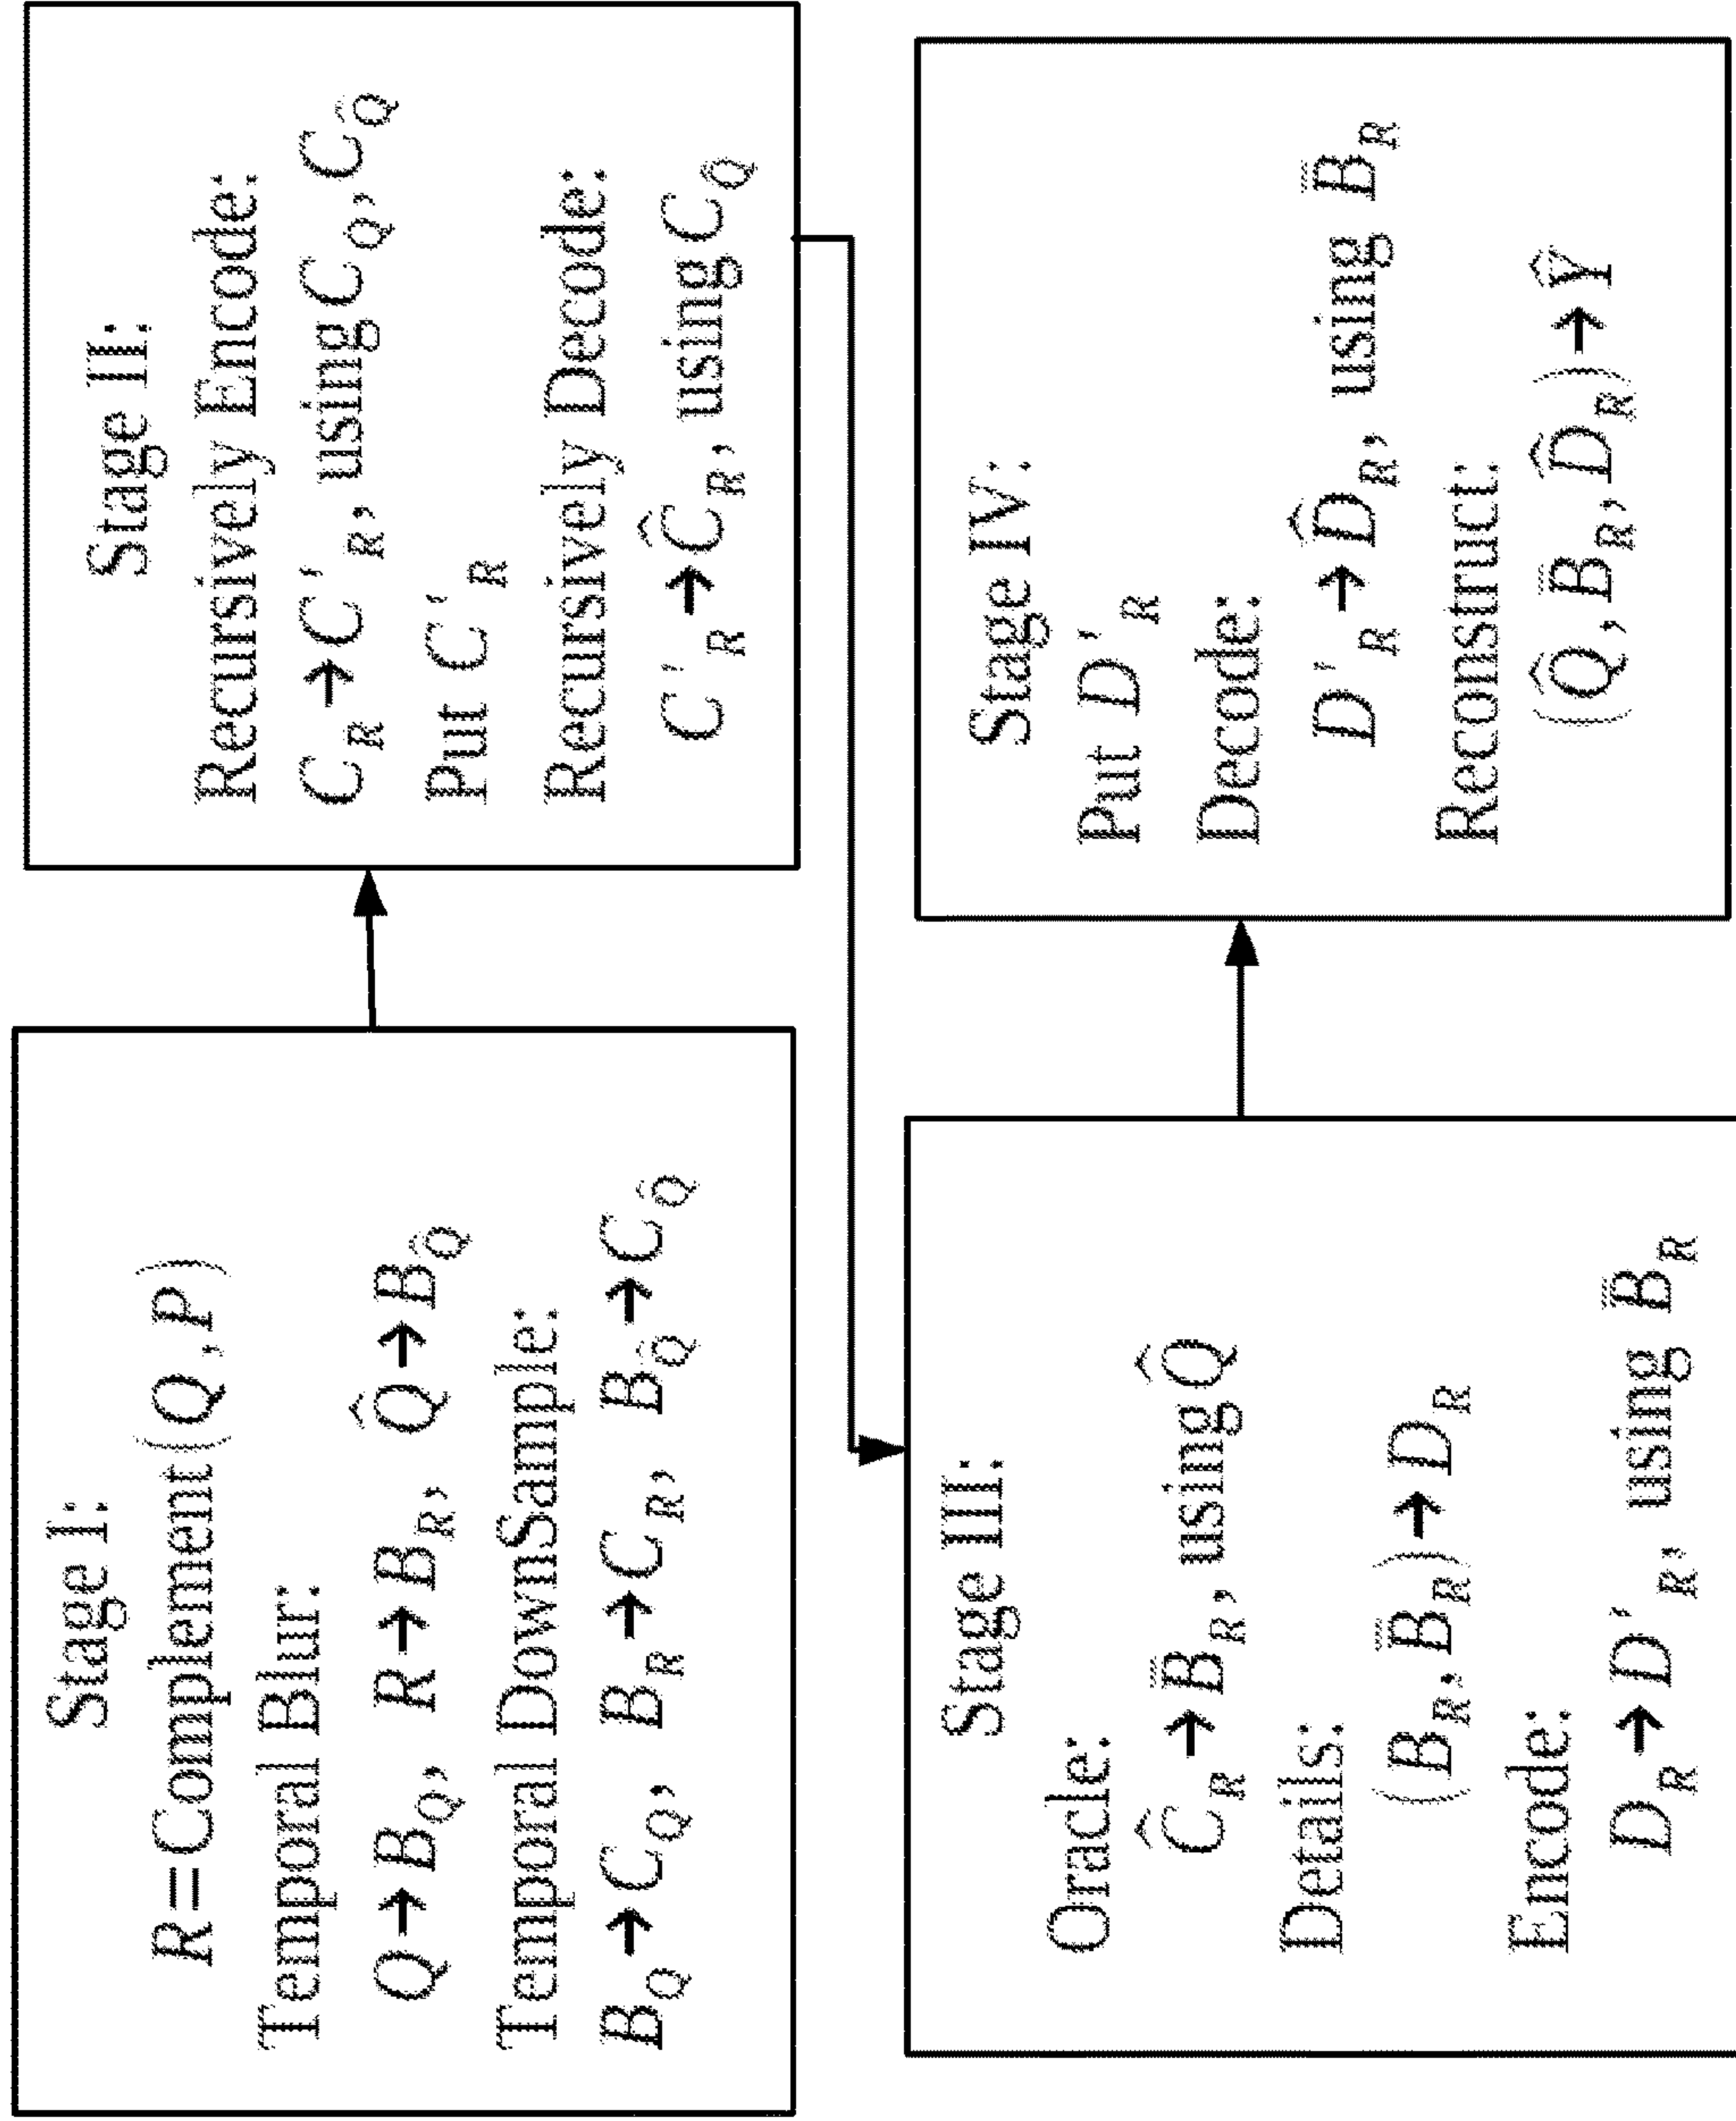 Stage I:
R=Complement(Q,P)
Temporal Blur:
Q→B_Q, R→B_R, Q̂→B_Q̂
Temporal DownSample:
B_Q→C_Q, B_R→C_R, B_Q̂→C_Q̂
Stage II:
Recursively Encode:
C_R→C'_R, using C_Q, C_Q̂
Put C'_R
Recursively Decode:
C'_R→Ĉ_R, using C_Q̂
Stage III:
Oracle:
Ĉ_R→B̿_R, using Q̂
Details:
(B_R, B̿_R)→D_R
Encode:
D_R→D'_R, using B̿_R
Stage IV:
Put D'_R
Decode:
D'_R→D̂_R, using B̿_R
Reconstruct:
(Q̂, B̿_R, D̂_R)→Ŷ